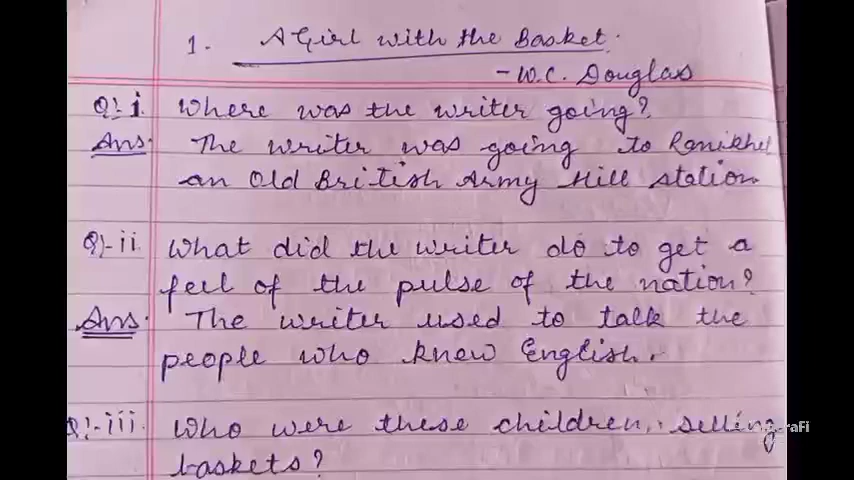 1. A Girl with the Basket.
- W.C. Douglas
Q:- i. Where was the writer going?
Ans:- The writer was going to Ranikhet
an Old British Army Hill station.
Q:- ii. What did the writer do to get a
feel of the pulse of the nation?
Ans:- The writer used to talk the
people who knew English.
Q:- iii. Who were these children, selling
baskets?